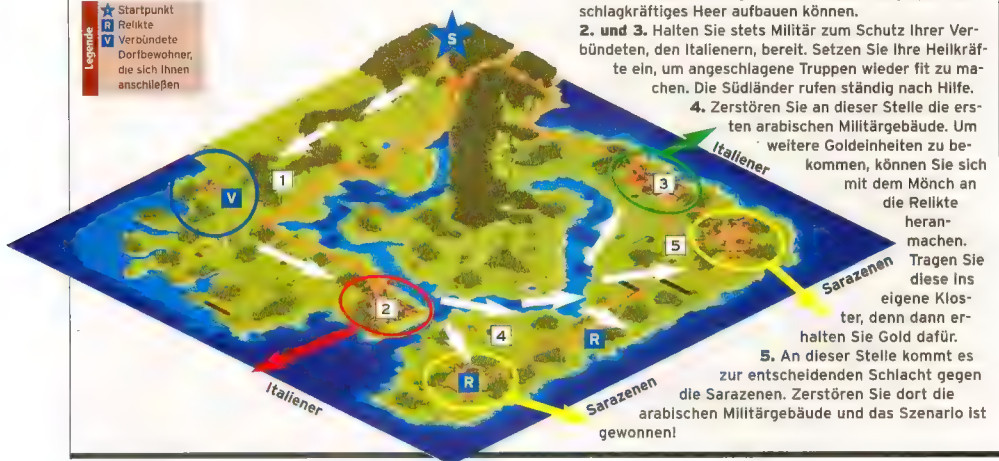 Legende
Startpunkt
S
R Relikte
V Verbündete
Dorfbewohner,
die sich Ihnen
anschließen
schlagkräftiges Heer aufbauen können.
2. und 3. Halten Sie stets Militär zum Schutz Ihrer Ver-
bündeten, den Italienern, bereit. Setzen Sie Ihre Heilkräf-
te ein, um angeschlagene Truppen wieder fit zu ma-
chen. Die Südländer rufen ständig nach Hilfe.
4. Zerstören Sie an dieser Stelle die ers-
ten arabischen Militärgebäude. Um
weitere Goldeinheiten zu be-
kommen, können Sie sich
mit dem Mönch an
die Relikte
heran-
machen.
Tragen Sie
diese ins
eigene Klos-
ter, denn dann er-
halten Sie Gold dafür.
5. An dieser Stelle kommt es
zur entscheidenden Schlacht gegen
die Sarazenen. Zerstören Sie dort die
arabischen Militärgebäude und das Szenario ist
gewonnen!
Italiener
3
1
V
5
Sarazenen
2
4
R
R
Italiener
Sarazenen